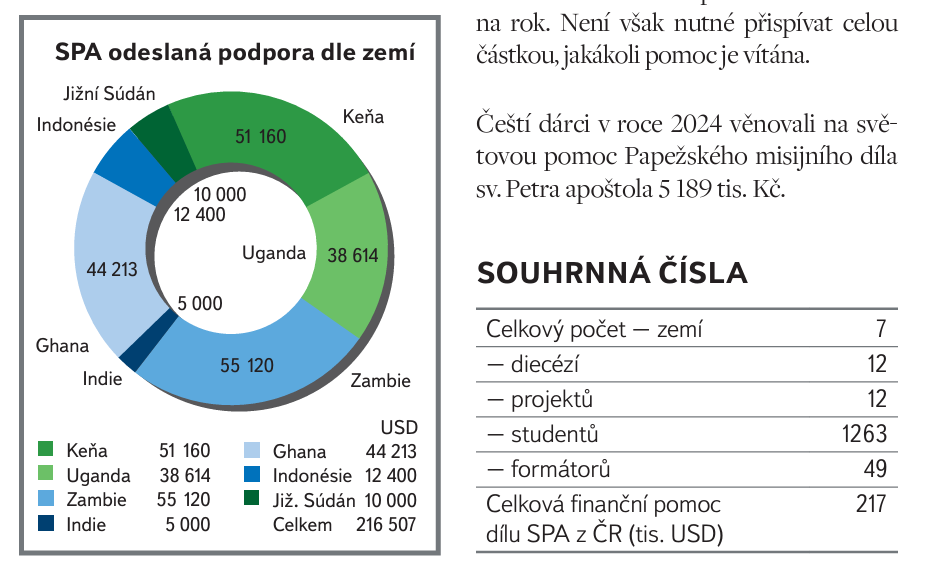 SPA odeslaná podpora dle zemí
Jižní Súdán
Indonésie
Keňa
51 160
10 000
12 400
Uganda
38 614
44 213
5 000
Ghana
55 120
Indie
Zambie
USD
Keňa 51 160
Uganda 38 614
Zambie 55 120
Indie 5 000
Ghana 44 213
Indonésie 12 400
Již. Súdán 10 000
Celkem 216 507
na rok. Není však nutné přispívat celou
částkou, jakákoli pomoc je vítána.
Čeští dárci v roce 2024 věnovali na svě-
tovou pomoc Papežského misijního díla
sv. Petra apoštola 5 189 tis. Kč.
SOUHRNNÁ ČÍSLA
Celkový počet – zemí 7
– diecézí 12
– projektů 12
– studentů 1263
– formátorů 49
Celková finanční pomoc 217
dílu SPA z ČR (tis. USD)